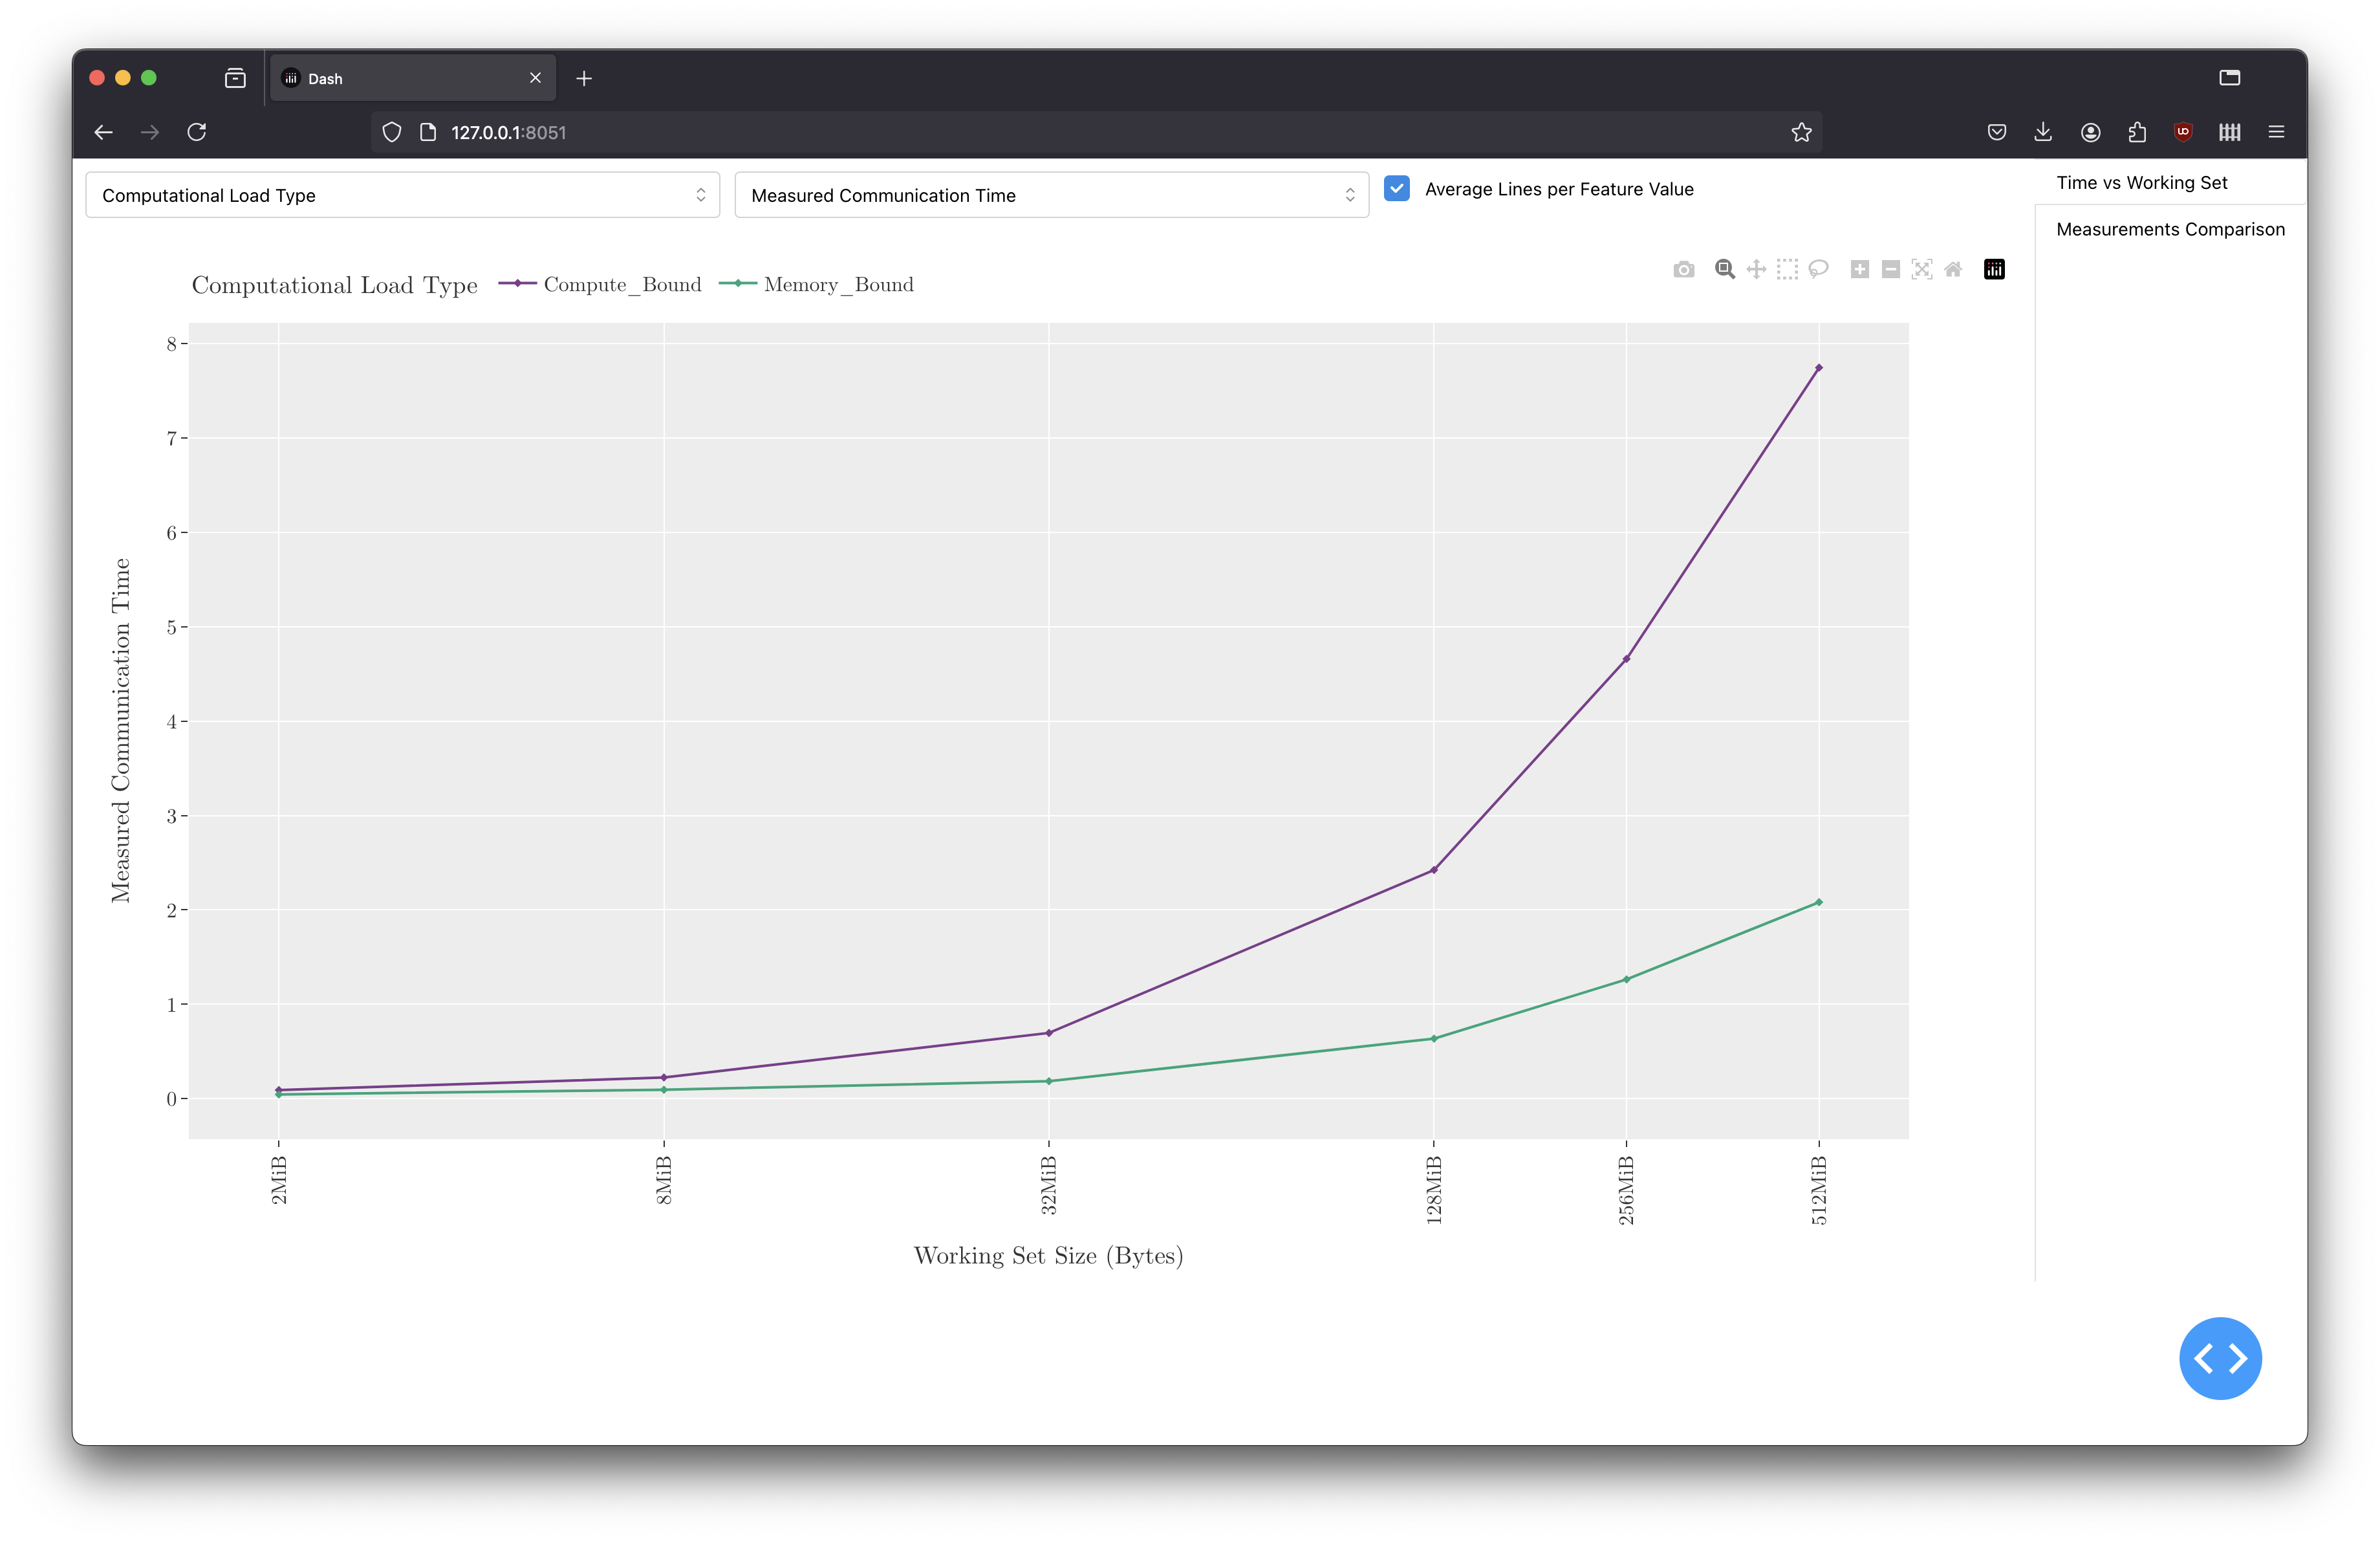 Dash
127.0.0.1:8051
Computational Load Type
Measured Communication Time
Average Lines per Feature Value
Time vs Working Set
Measurements Comparison
Computational Load Type Compute_Bound Memory_Bound
8
7
6
5
4
3
2
1
0
Measured Communication Time
2MiB
8MiB
32MiB
128MiB
256MiB
512MiB
Working Set Size (Bytes)